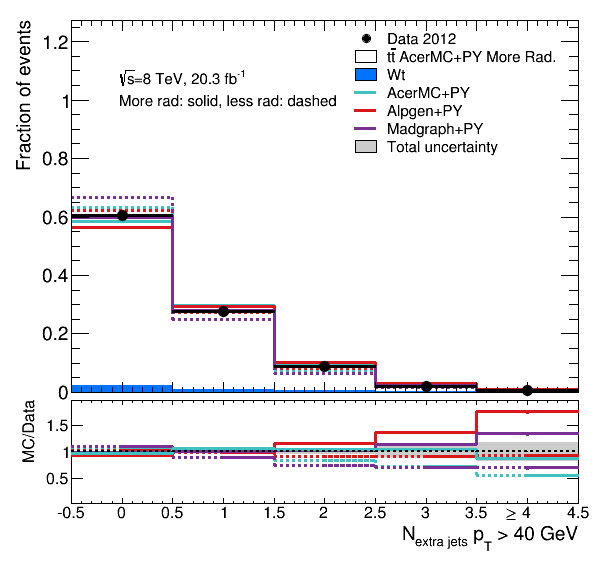 Fraction of events
1.2
1
0.8
0.6
0.4
0.2
0
√s=8 TeV, 20.3 fb⁻¹
More rad: solid, less rad: dashed
Data 2012
tt̄ AcerMC+PY More Rad.
Wt
AcerMC+PY
Alpgen+PY
Madgraph+PY
Total uncertainty
MC/Data
1.5
1
0.5
-0.5 0 0.5 1 1.5 2 2.5 3 3.5 ≥ 4 4.5
N_extra jets p_T > 40 GeV